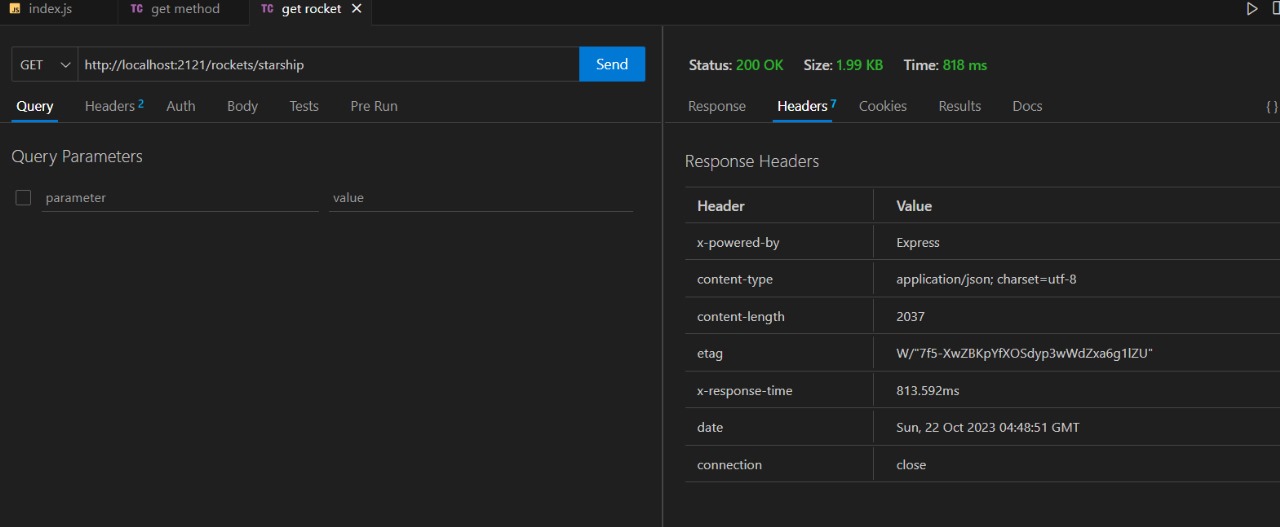 index.js TC get method TC get rocket
GET http://localhost:2121/rockets/starship Send
Query Headers 2 Auth Body Tests Pre Run
Query Parameters
parameter value
Status: 200 OK Size: 1.99 KB Time: 818 ms
Response Headers 7 Cookies Results Docs {}
Response Headers
Header Value
x-powered-by Express
content-type application/json; charset=utf-8
content-length 2037
etag W/"7f5-XwZBKpYfXOSdyp3wWdZxa6g1lZU"
x-response-time 813.592ms
date Sun, 22 Oct 2023 04:48:51 GMT
connection close